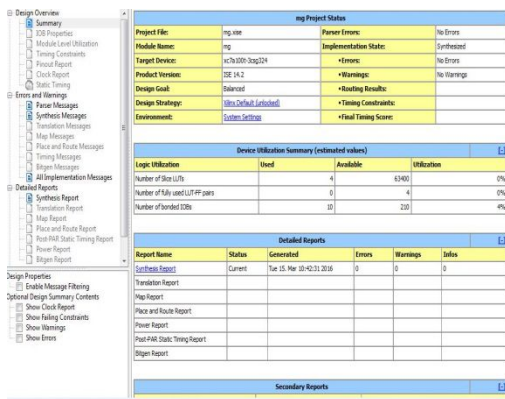 Design Overview
Summary
IOB Properties
Module Level Utilization
Timing Constraints
Pinout Report
Clock Report
Static Timing
Errors and Warnings
Parser Messages
Synthesis Messages
Translation Messages
Map Messages
Place and Route Messages
Timing Messages
Bitgen Messages
All Implementation Messages
Detailed Reports
Synthesis Report
Translation Report
Map Report
Place and Route Report
Post-PAR Static Timing Report
Power Report
Bitgen Report
Design Properties
Enable Message Filtering
Optional Design Summary Contents
Show Clock Report
Show Failing Constraints
Show Warnings
Show Errors
mg Project Status
Project File: mg.xise Parser Errors: No Errors
Module Name: mg Implementation State: Synthesized
Target Device: xc7a100t-3csg324 •Errors: No Errors
Product Version: ISE 14.2 •Warnings: No Warnings
Design Goal: Balanced •Routing Results:
Design Strategy: Xilinx Default (unlocked) •Timing Constraints:
Environment: System Settings •Final Timing Score:
Device Utilization Summary (estimated values) [-]
Logic Utilization Used Available Utilization
Number of Slice LUTs 4 63400 0%
Number of fully used LUT-FF pairs 0 4 0%
Number of bonded IOBs 10 210 4%
Detailed Reports [-]
Report Name Status Generated Errors Warnings Infos
Synthesis Report Current Tue 15. Mar 10:42:31 2016 0 0 0
Translation Report
Map Report
Place and Route Report
Power Report
Post-PAR Static Timing Report
Bitgen Report
Secondary Reports [-]